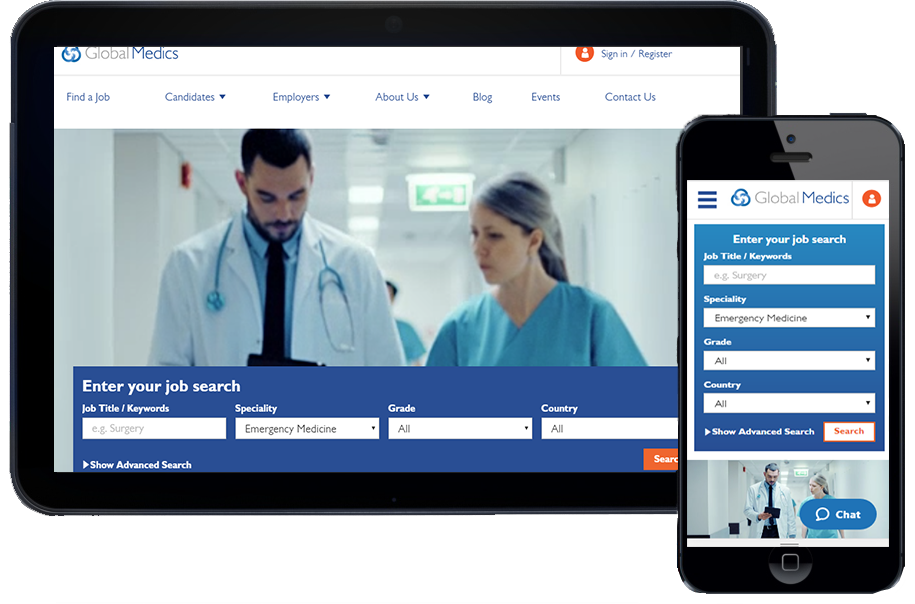 Global Medics
Sign in / Register
Find a Job Candidates Employers About Us Blog Events Contact Us
Enter your job search
Job Title / Keywords Speciality Grade Country
e.g. Surgery Emergency Medicine All All
Show Advanced Search Searc
Global Medics
Enter your job search
Job Title / Keywords
e.g. Surgery
Speciality
Emergency Medicine
Grade
All
Country
All
Show Advanced Search Search
Chat